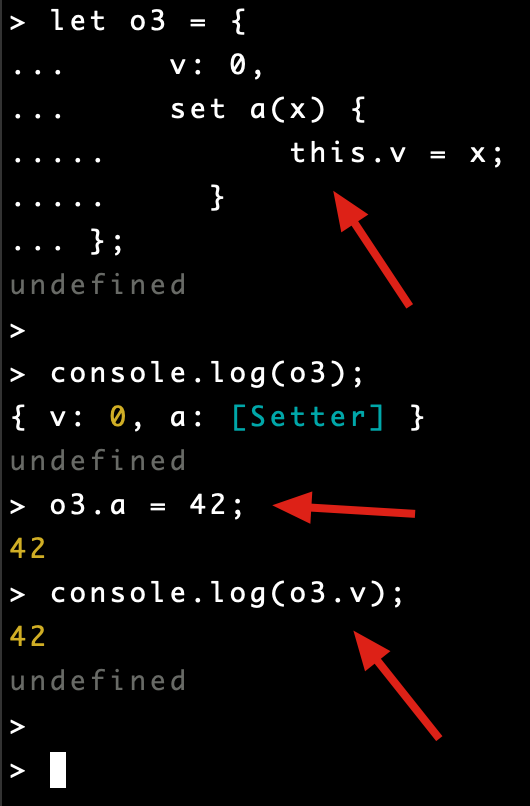 > let o3 = {
...     v: 0,
...     set a(x) {
.....         this.v = x;
.....     }
... };
undefined
>
> console.log(o3);
{ v: 0, a: [Setter] }
undefined
> o3.a = 42;
42
> console.log(o3.v);
42
undefined
>
>